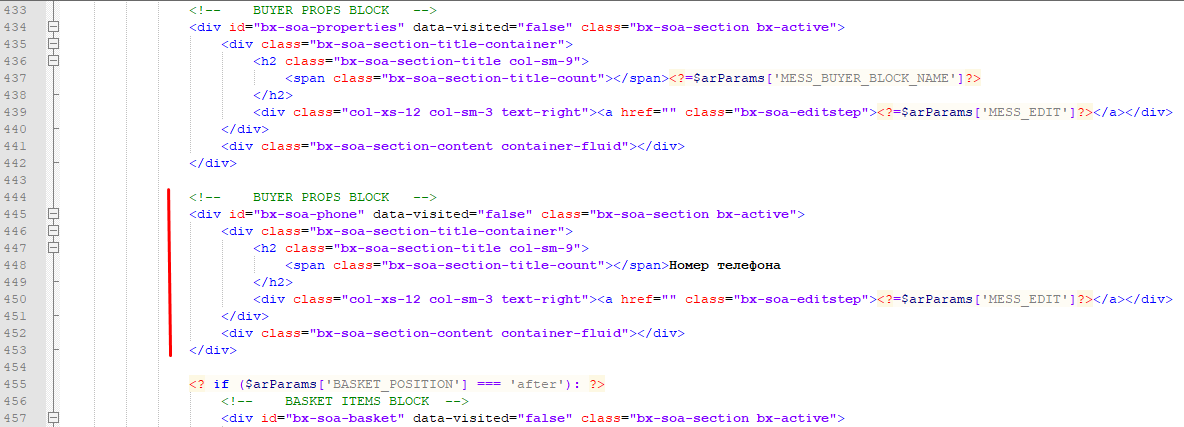 433 <!--    BUYER PROPS BLOCK   -->
434 <div id="bx-soa-properties" data-visited="false" class="bx-soa-section bx-active">
435     <div class="bx-soa-section-title-container">
436         <h2 class="bx-soa-section-title col-sm-9">
437             <span class="bx-soa-section-title-count"></span><?=$arParams['MESS_BUYER_BLOCK_NAME']?>
438         </h2>
439         <div class="col-xs-12 col-sm-3 text-right"><a href="" class="bx-soa-editstep"><?=$arParams['MESS_EDIT']?></a></div>
440     </div>
441     <div class="bx-soa-section-content container-fluid"></div>
442 </div>
443
444 <!--    BUYER PROPS BLOCK   -->
445 <div id="bx-soa-phone" data-visited="false" class="bx-soa-section bx-active">
446     <div class="bx-soa-section-title-container">
447         <h2 class="bx-soa-section-title col-sm-9">
448             <span class="bx-soa-section-title-count"></span>Номер телефона
449         </h2>
450         <div class="col-xs-12 col-sm-3 text-right"><a href="" class="bx-soa-editstep"><?=$arParams['MESS_EDIT']?></a></div>
451     </div>
452     <div class="bx-soa-section-content container-fluid"></div>
453 </div>
454
455 <? if ($arParams['BASKET_POSITION'] === 'after'): ?>
456     <!--    BASKET ITEMS BLOCK  -->
457     <div id="bx-soa-basket" data-visited="false" class="bx-soa-section bx-active">